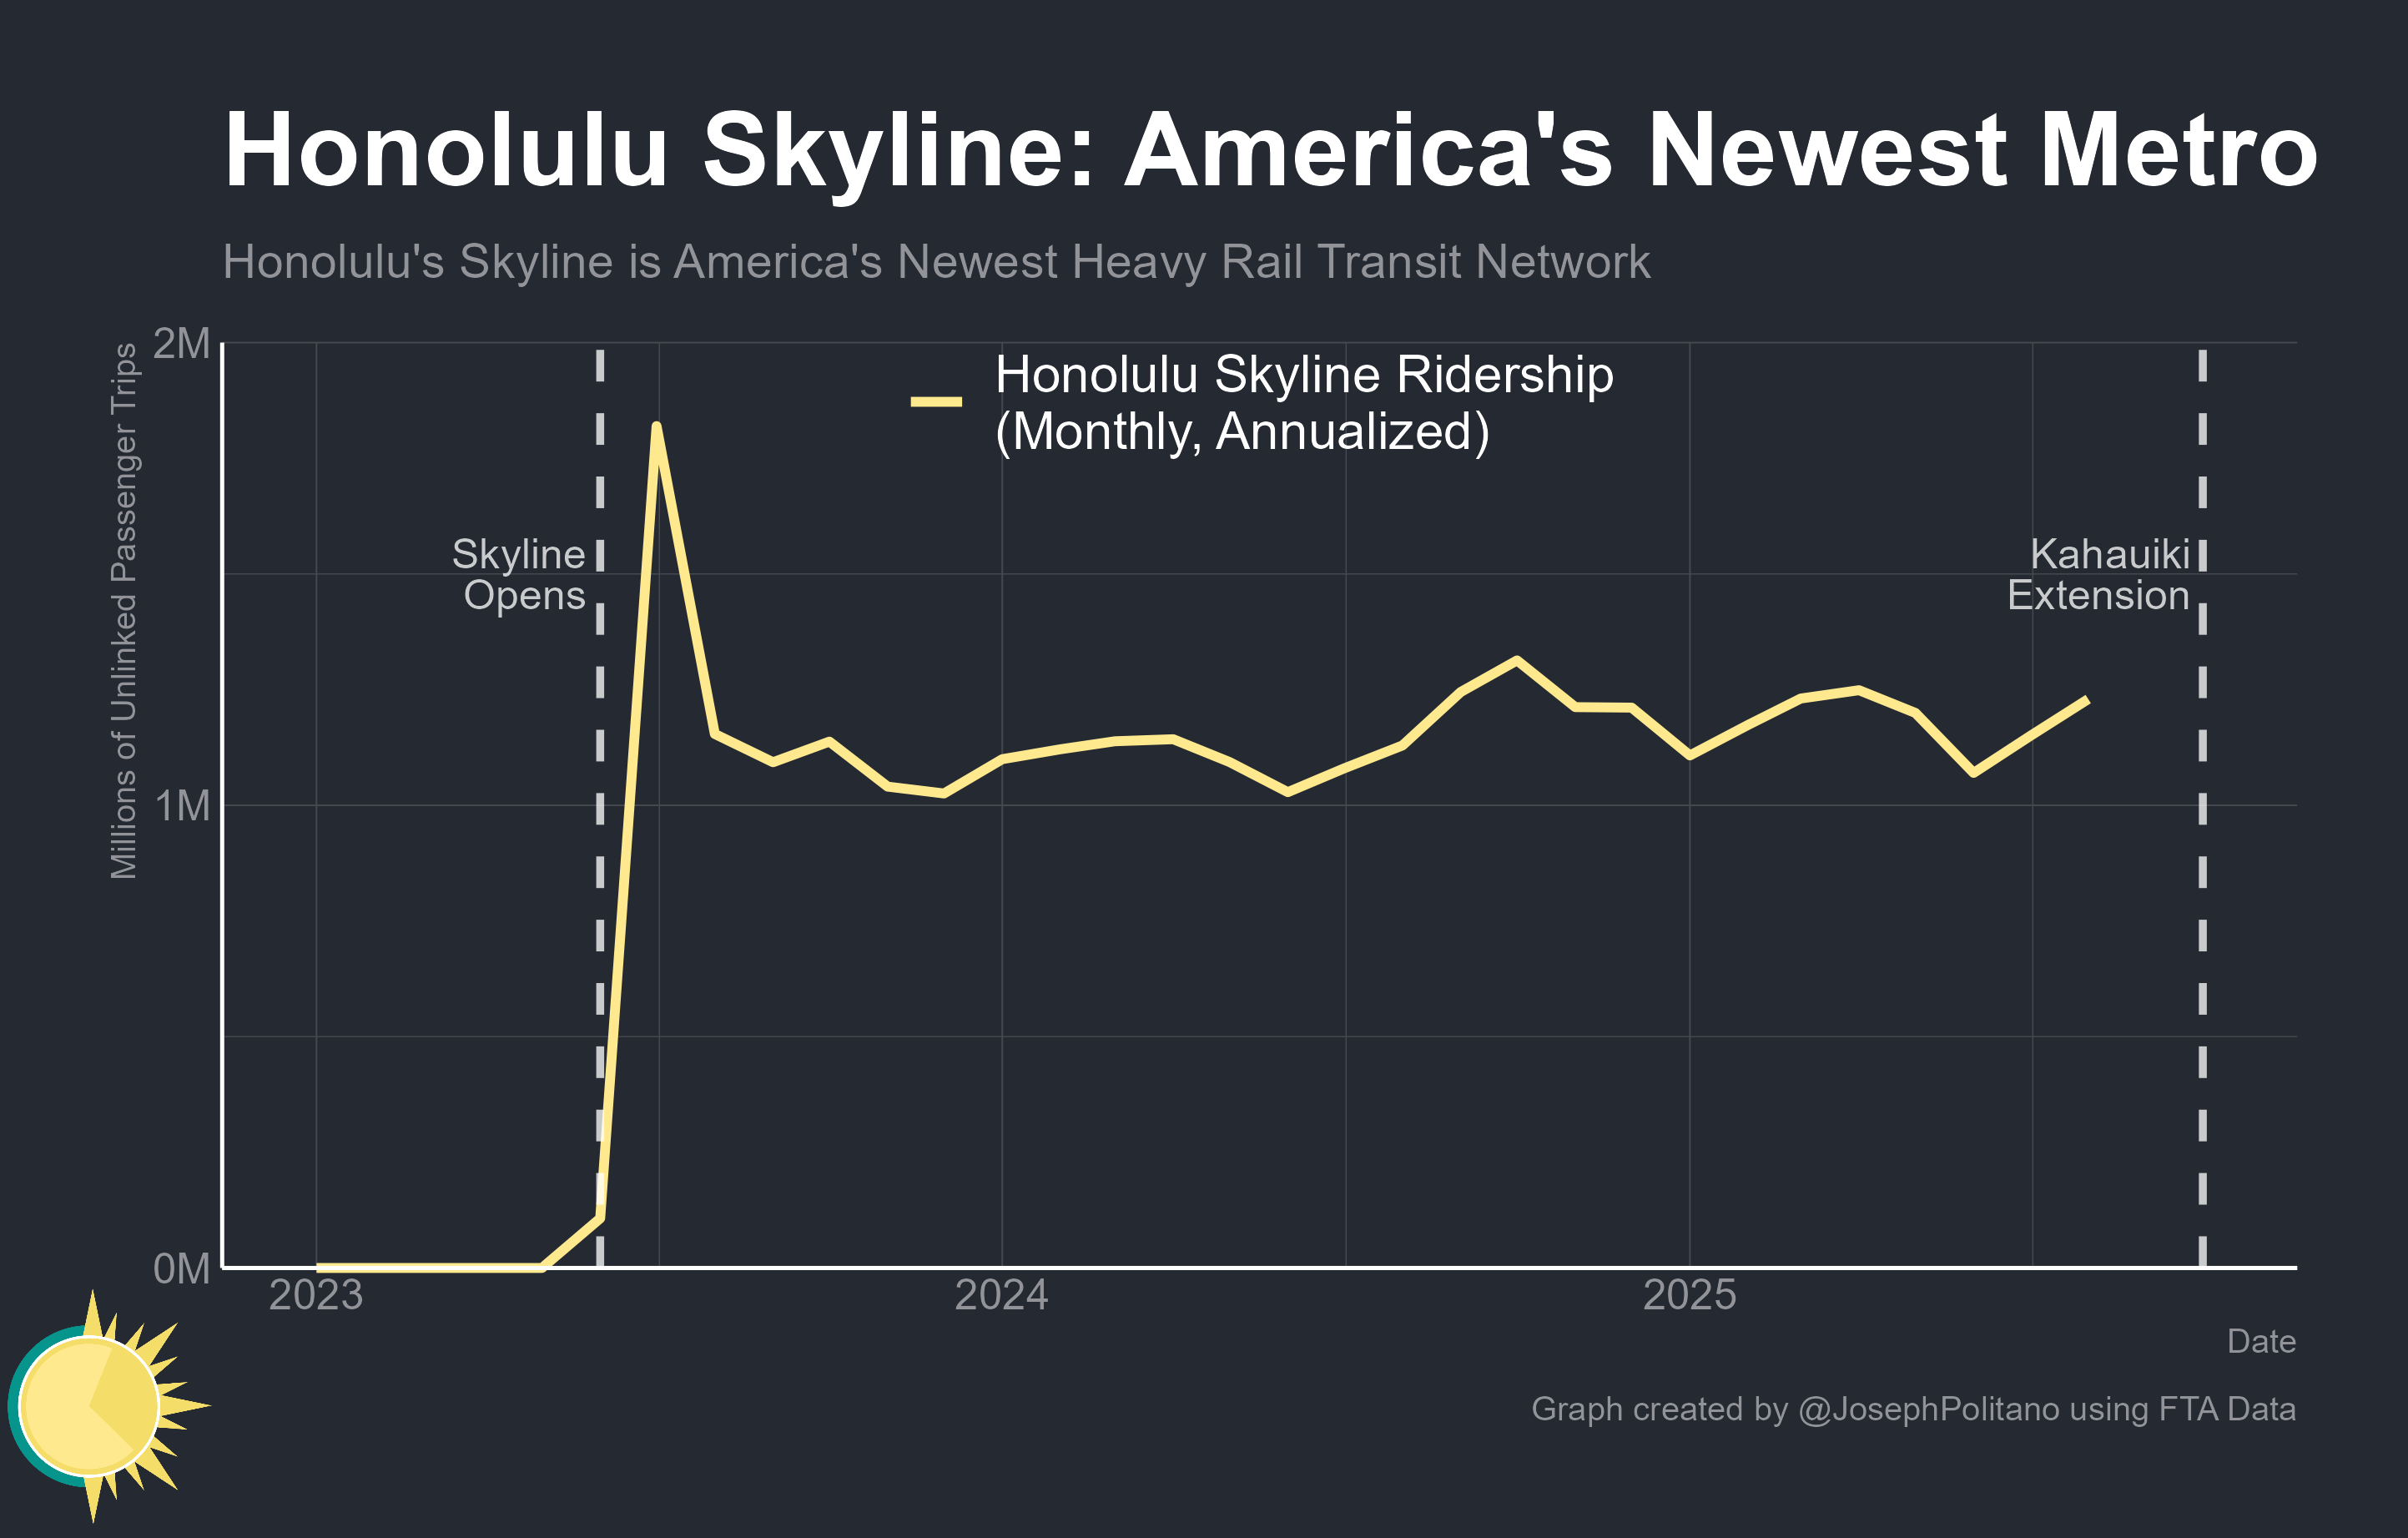 Honolulu Skyline: America's Newest Metro
Honolulu's Skyline is America's Newest Heavy Rail Transit Network
Millions of Unlinked Passenger Trips
2M
1M
0M
Honolulu Skyline Ridership
(Monthly, Annualized)
Skyline
Opens
Kahauiki
Extension
2023
2024
2025
Date
Graph created by @JosephPolitano using FTA Data